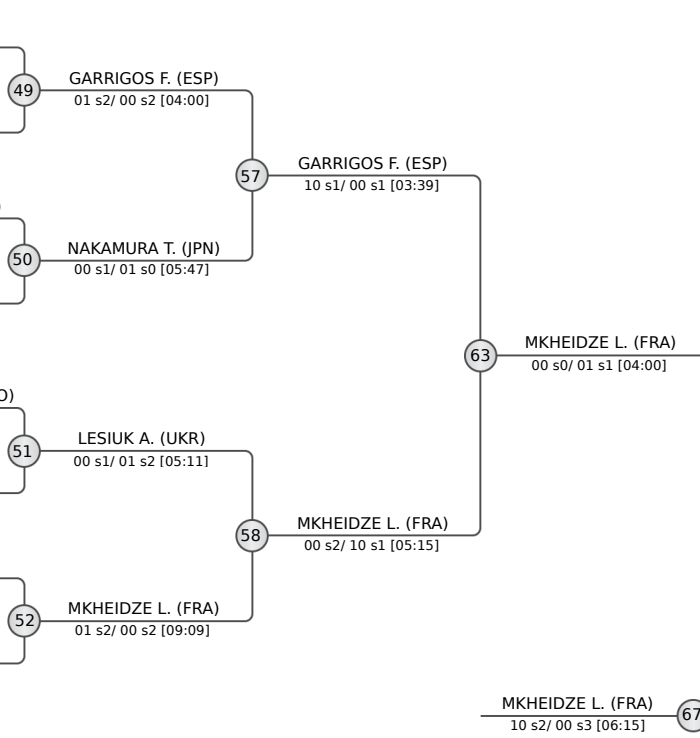 GARRIGOS F. (ESP)
49
01 s2/ 00 s2 [04:00]
GARRIGOS F. (ESP)
57
10 s1/ 00 s1 [03:39]
)
NAKAMURA T. (JPN)
50
00 s1/ 01 s0 [05:47]
MKHEIDZE L. (FRA)
63
00 s0/ 01 s1 [04:00]
O)
LESIUK A. (UKR)
51
00 s1/ 01 s2 [05:11]
MKHEIDZE L. (FRA)
58
00 s2/ 10 s1 [05:15]
MKHEIDZE L. (FRA)
52
01 s2/ 00 s2 [09:09]
MKHEIDZE L. (FRA)
67
10 s2/ 00 s3 [06:15]